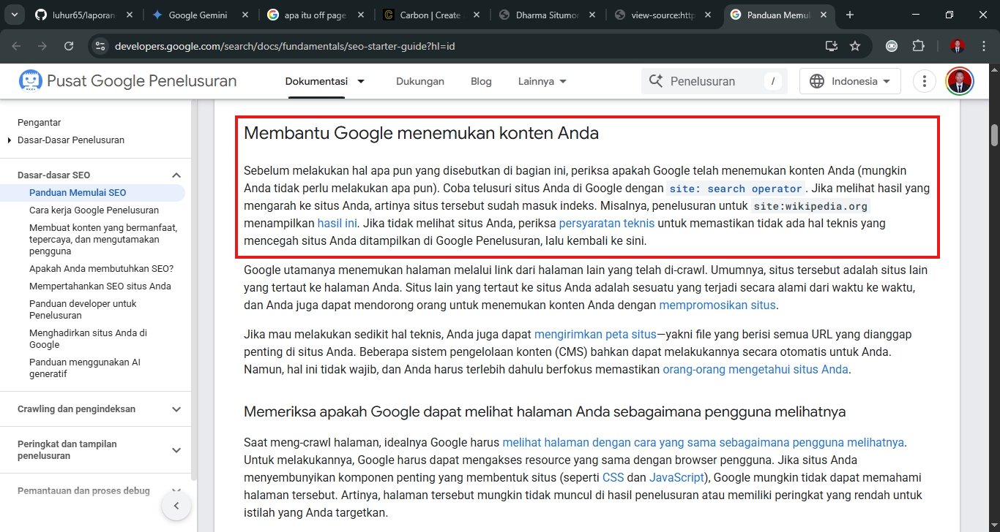 luhur65/laporan-
Google Gemini
apa itu off page
Carbon | Create
Dharma Situmor
view-source:http
Panduan Memul
developers.google.com/search/docs/fundamentals/seo-starter-guide?hl=id
Pusat Google Penelusuran
Dokumentasi
Dukungan
Blog
Lainnya
Penelusuran
/
Indonesia
Pengantar
Dasar-Dasar Penelusuran
Dasar-dasar SEO
Panduan Memulai SEO
Cara kerja Google Penelusuran
Membuat konten yang bermanfaat,
tepercaya, dan mengutamakan
pengguna
Apakah Anda membutuhkan SEO?
Mempertahankan SEO situs Anda
Panduan developer untuk
Penelusuran
Menghadirkan situs Anda di
Google
Panduan menggunakan AI
generatif
Crawling dan pengindeksan
Peringkat dan tampilan
penelusuran
Pemantauan dan proses debug
Membantu Google menemukan konten Anda
Sebelum melakukan hal apa pun yang disebutkan di bagian ini, periksa apakah Google telah menemukan konten Anda (mungkin
Anda tidak perlu melakukan apa pun). Coba telusuri situs Anda di Google dengan site: search operator. Jika melihat hasil yang
mengarah ke situs Anda, artinya situs tersebut sudah masuk indeks. Misalnya, penelusuran untuk site:wikipedia.org
menampilkan hasil ini. Jika tidak melihat situs Anda, periksa persyaratan teknis untuk memastikan tidak ada hal teknis yang
mencegah situs Anda ditampilkan di Google Penelusuran, lalu kembali ke sini.
Google utamanya menemukan halaman melalui link dari halaman lain yang telah di-crawl. Umumnya, situs tersebut adalah situs lain
yang tertaut ke halaman Anda. Situs lain yang tertaut ke situs Anda adalah sesuatu yang terjadi secara alami dari waktu ke waktu,
dan Anda juga dapat mendorong orang untuk menemukan konten Anda dengan mempromosikan situs.
Jika mau melakukan sedikit hal teknis, Anda juga dapat mengirimkan peta situs—yakni file yang berisi semua URL yang dianggap
penting di situs Anda. Beberapa sistem pengelolaan konten (CMS) bahkan dapat melakukannya secara otomatis untuk Anda.
Namun, hal ini tidak wajib, dan Anda harus terlebih dahulu berfokus memastikan orang-orang mengetahui situs Anda.
Memeriksa apakah Google dapat melihat halaman Anda sebagaimana pengguna melihatnya
Saat meng-crawl halaman, idealnya Google harus melihat halaman dengan cara yang sama sebagaimana pengguna melihatnya.
Untuk melakukannya, Google harus dapat mengakses resource yang sama dengan browser pengguna. Jika situs Anda
menyembunyikan komponen penting yang membentuk situs (seperti CSS dan JavaScript), Google mungkin tidak dapat memahami
halaman tersebut. Artinya, halaman tersebut mungkin tidak muncul di hasil penelusuran atau memiliki peringkat yang rendah untuk
istilah yang Anda targetkan.